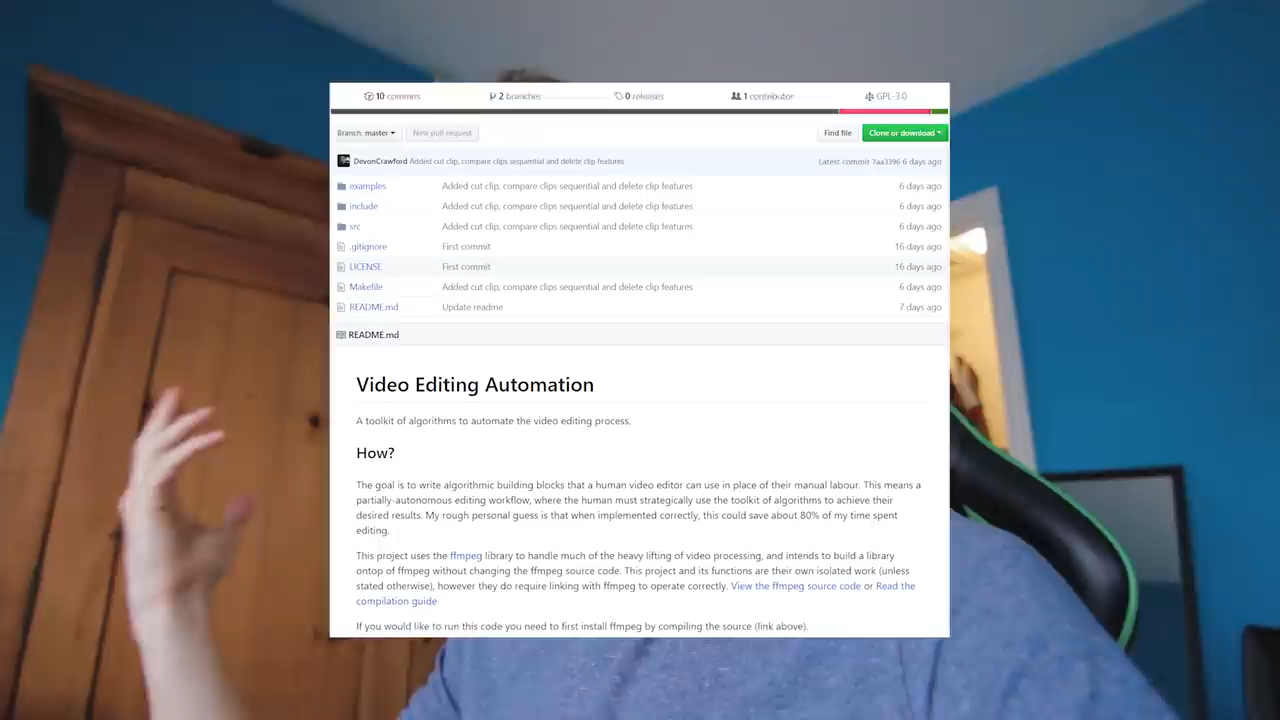 10 commits 2 branches 0 releases 1 contributor GPL-3.0
Branch: master New pull request Find file Clone or download
DevonCrawford Added cut clip, compare clips sequential and delete clip features Latest commit 7aa3396 6 days ago
examples Added cut clip, compare clips sequential and delete clip features 6 days ago
include Added cut clip, compare clips sequential and delete clip features 6 days ago
src Added cut clip, compare clips sequential and delete clip features 6 days ago
.gitignore First commit 16 days ago
LICENSE First commit 16 days ago
Makefile Added cut clip, compare clips sequential and delete clip features 6 days ago
README.md Update readme 7 days ago
README.md
Video Editing Automation
A toolkit of algorithms to automate the video editing process.
How?
The goal is to write algorithmic building blocks that a human video editor can use in place of their manual labour. This means a
partially-autonomous editing workflow, where the human must strategically use the toolkit of algorithms to achieve their
desired results. My rough personal guess is that when implemented correctly, this could save about 80% of my time spent
editing.
This project uses the ffmpeg library to handle much of the heavy lifting of video processing, and intends to build a library
ontop of ffmpeg without changing the ffmpeg source code. This project and its functions are their own isolated work (unless
stated otherwise), however they do require linking with ffmpeg to operate correctly. View the ffmpeg source code or Read the
compilation guide
If you would like to run this code you need to first install ffmpeg by compiling the source (link above).